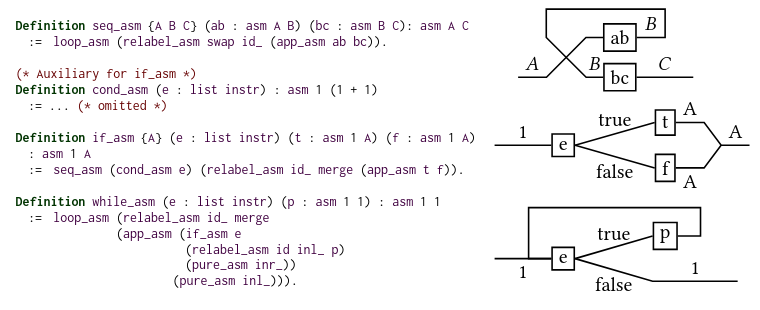 Definition seq_asm {A B C} (ab : asm A B) (bc : asm B C): asm A C
:= loop_asm (relabel_asm swap id_ (app_asm ab bc)).
(* Auxiliary for if_asm *)
Definition cond_asm (e : list instr) : asm 1 (1 + 1)
:= ... (* omitted *)
Definition if_asm {A} (e : list instr) (t : asm 1 A) (f : asm 1 A)
: asm 1 A
:= seq_asm (cond_asm e) (relabel_asm id_ merge (app_asm t f)).
Definition while_asm (e : list instr) (p : asm 1 1) : asm 1 1
:= loop_asm (relabel_asm id_ merge
(app_asm (if_asm e
(relabel_asm id inl_ p)
(pure_asm inr_))
(pure_asm inl_))).
B
ab
A
B
C
bc
true
t
A
1
e
A
false
f
A
true
p
e
1
1
false